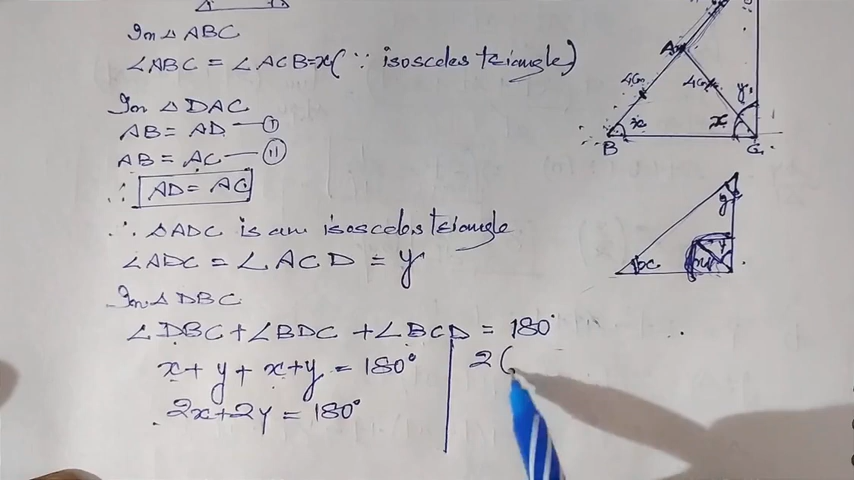 In △ ABC
∠ABC = ∠ACB=x(∵ isosceles triangle)
In △ DAC
AB = AD —(I)
AB = AC —(II)
∴ AD = AC
∴ △ADC is an isosceles triangle
∠ADC = ∠ACD = y
In △ DBC
∠DBC + ∠BDC + ∠BCD = 180°
x + y + x + y = 180°
2x + 2y = 180°
2 (
A
4cm
4cm
y
x
x
B
C
y
x
y